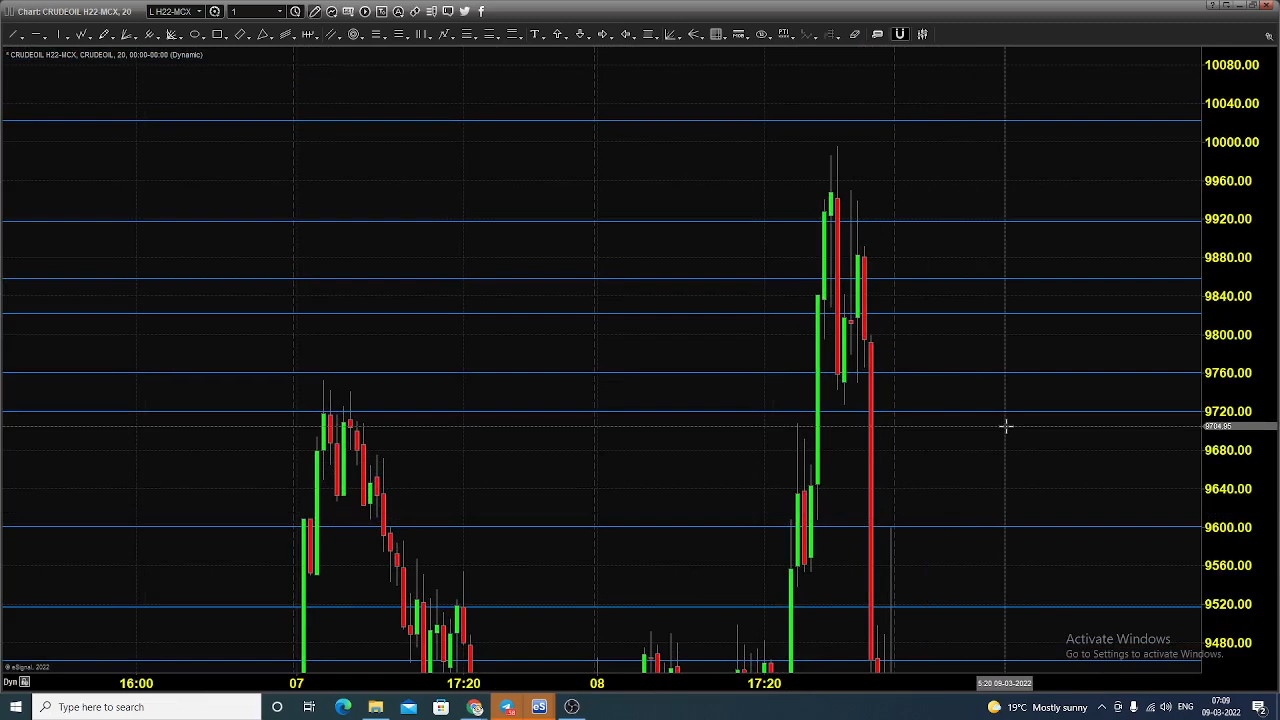 Chart: CRUDEOIL H22-MCX, 20
L H22-MCX
1
* CRUDEOIL H22-MCX, CRUDEOIL, 20, 00:00-00:00 (Dynamic)
10080.00
10040.00
10000.00
9960.00
9920.00
9880.00
9840.00
9800.00
9760.00
9720.00
9704.95
9680.00
9640.00
9600.00
9560.00
9520.00
9480.00
Activate Windows
Go to Settings to activate Windows.
© eSignal, 2022
Dyn
16:00
07
17:20
08
17:20
5:20 09-03-2022
Type here to search
19°C Mostly sunny
07:09
09-03-2022